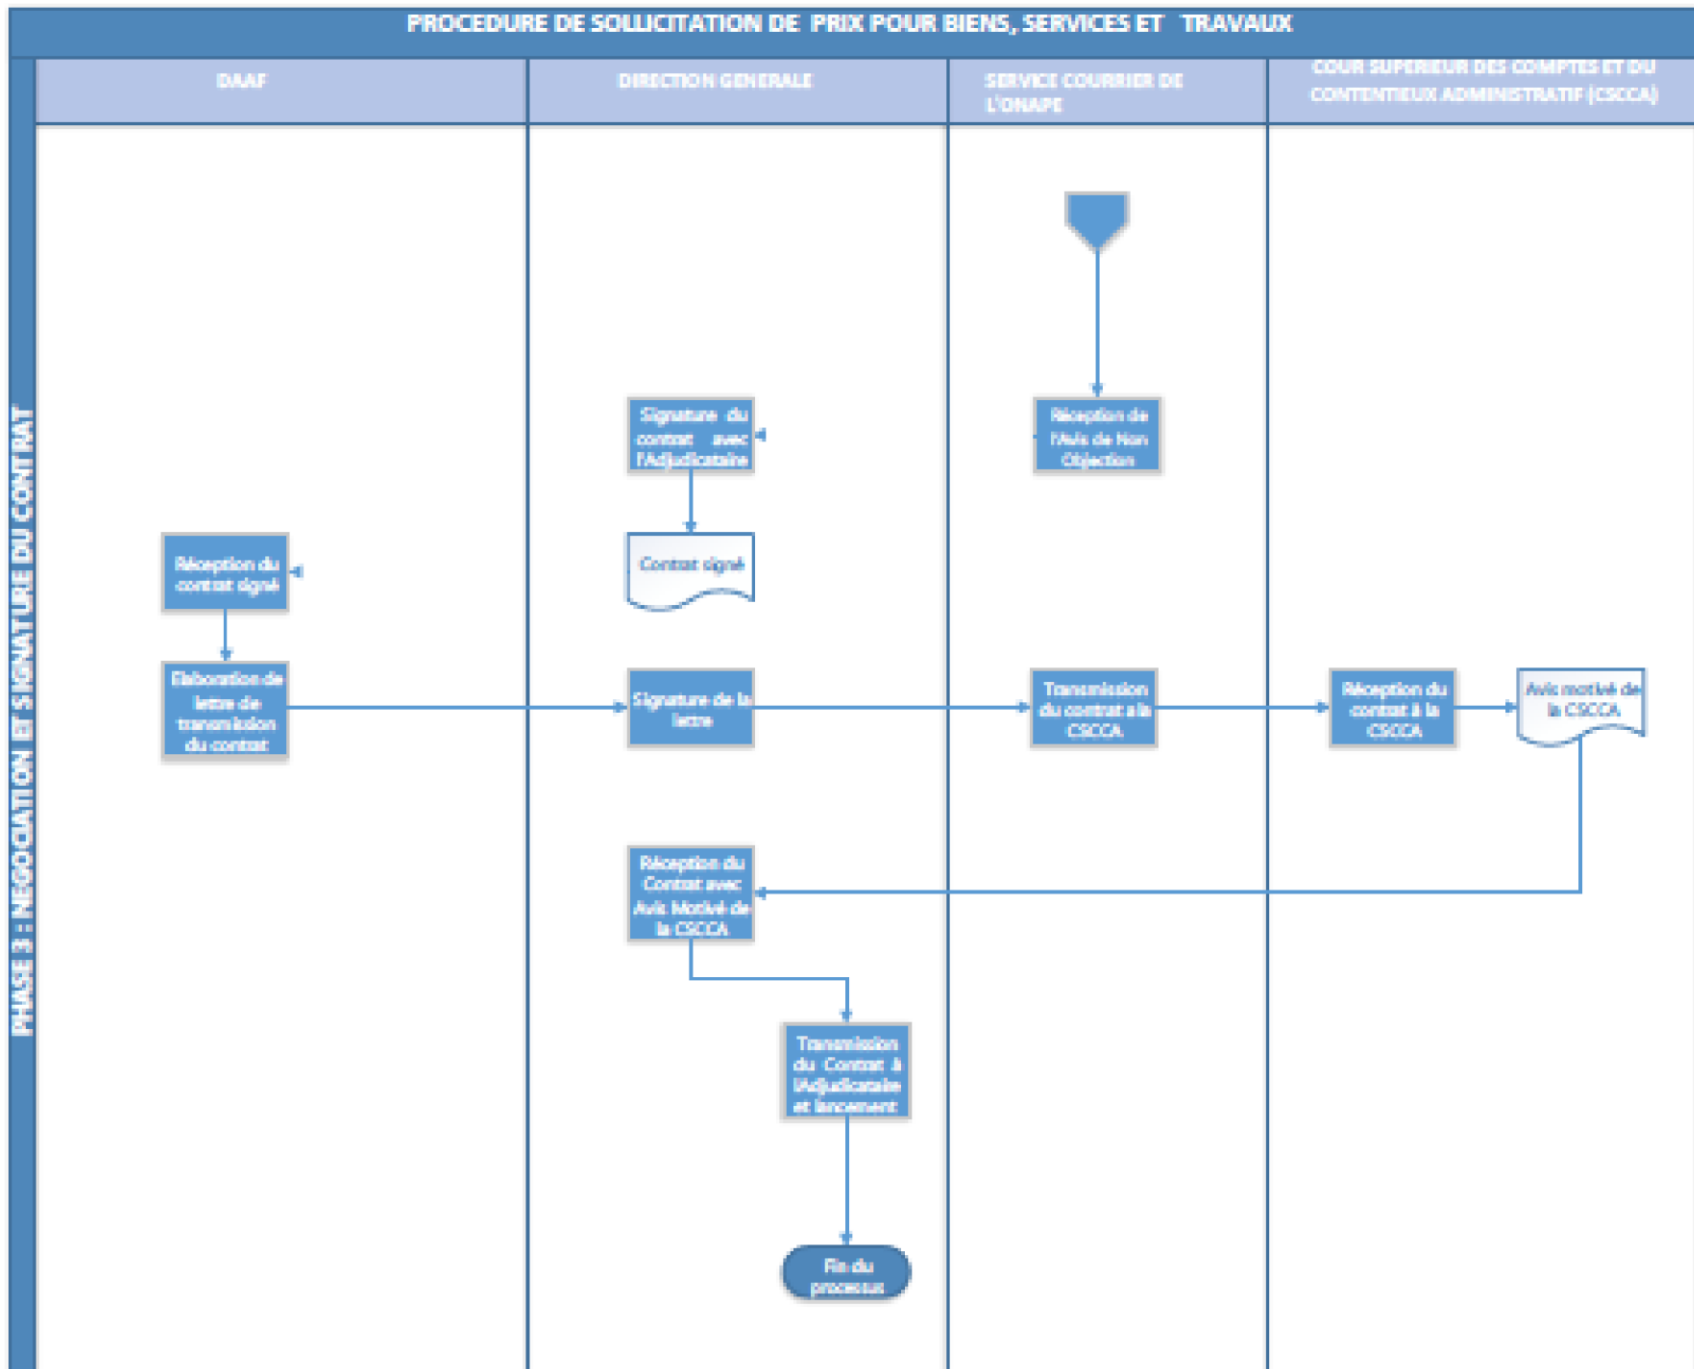 PROCEDURE DE SOLLICITATION DE PRIX POUR BIENS, SERVICES ET TRAVAUX
PHASE 3 : NEGOCIATION ET SIGNATURE DU CONTRAT
DAAF
DIRECTION GENERALE
SERVICE COURRIER DE
L'ONAPE
COUR SUPERIEUR DES COMPTES ET DU
CONTENTIEUX ADMINISTRATIF (CSCCA)
Réception de
l'Avis de Non
Objection
Signature du
contrat avec
l'Adjudicataire
Contrat signé
Réception du
contrat signé
Elaboration de
lettre de
transmission
du contrat
Signature de la
lettre
Transmission
du contrat a la
CSCCA
Réception du
contrat à la
CSCCA
Avis motivé de
la CSCCA
Réception du
Contrat avec
Avis Motivé de
la CSCCA
Transmission
du Contrat à
l'Adjudicataire
et lancement
Fin du
processus